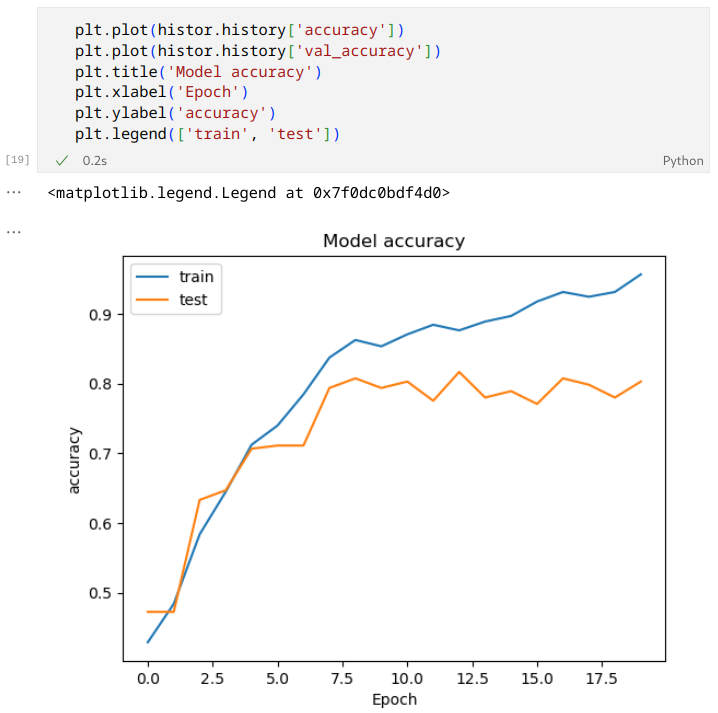 plt.plot(histor.history['accuracy'])
plt.plot(histor.history['val_accuracy'])
plt.title('Model accuracy')
plt.xlabel('Epoch')
plt.ylabel('accuracy')
plt.legend(['train', 'test'])
[19]
0.2s
Python
<matplotlib.legend.Legend at 0x7f0dc0bdf4d0>
Model accuracy
train
test
0.9
0.8
0.7
0.6
0.5
accuracy
0.0 2.5 5.0 7.5 10.0 12.5 15.0 17.5
Epoch